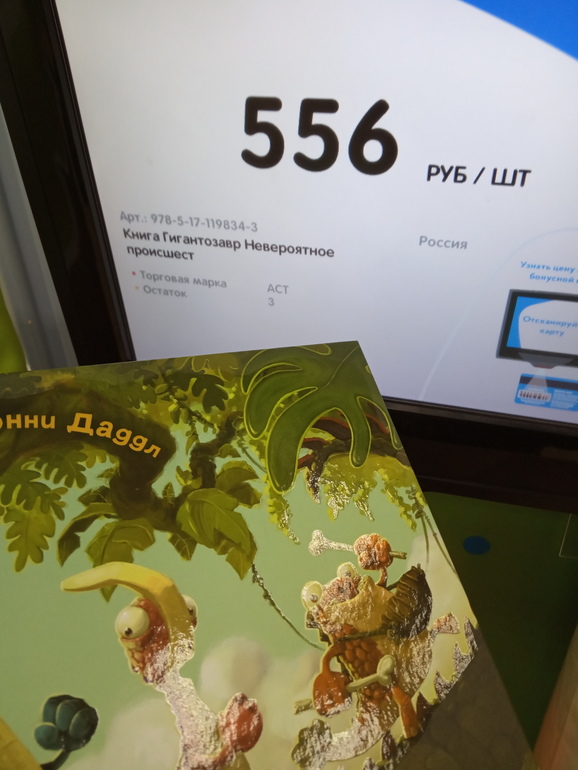 556 РУБ / ШТ
Арт.: 978-5-17-119834-3
Книга Гигантозавр Невероятное
происшест
Россия
• Торговая марка АСТ
• Остаток 3
Узнать цену
бонусной
Отсканируй
карту
онни Даддл